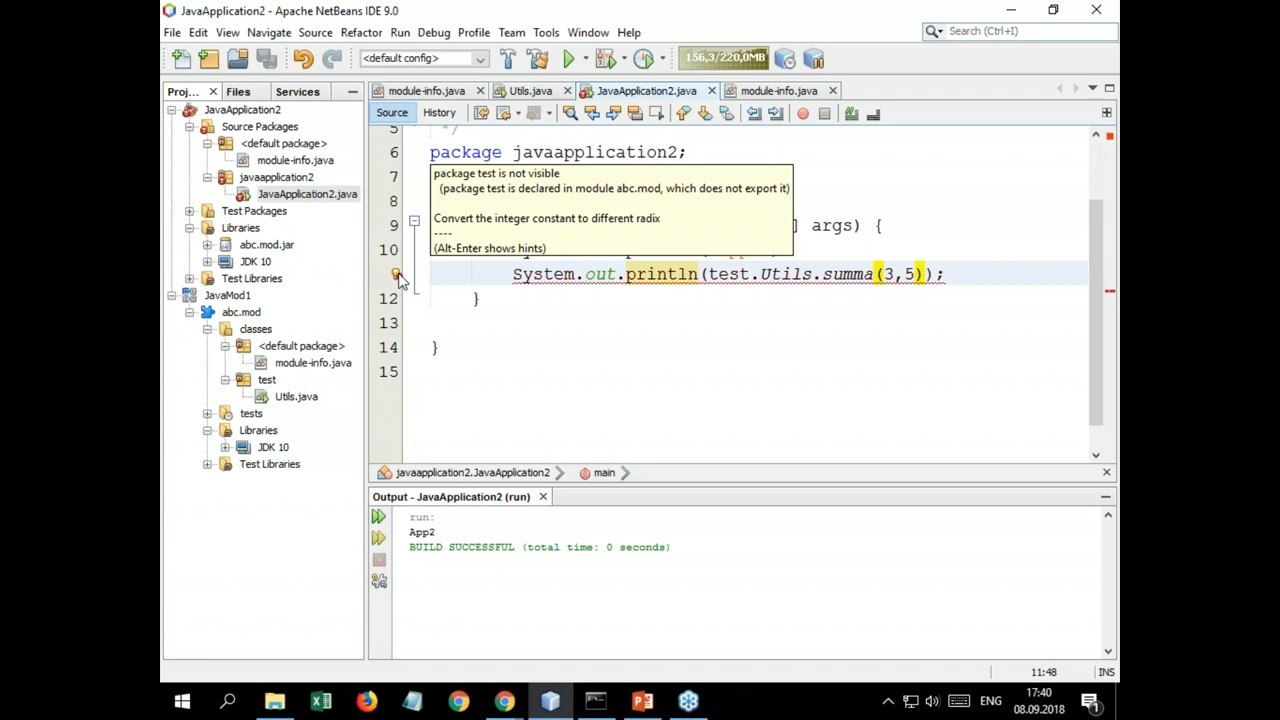 JavaApplication2 - Apache NetBeans IDE 9.0
File Edit View Navigate Source Refactor Run Debug Profile Team Tools Window Help
Search (Ctrl+I)
<default config>
156,3/220,0MB
Proj... Files Services
module-info.java Utils.java JavaApplication2.java module-info.java
Source History
JavaApplication2
Source Packages
<default package>
module-info.java
javaapplication2
JavaApplication2.java
Test Packages
Libraries
abc.mod.jar
JDK 10
Test Libraries
JavaMod1
abc.mod
classes
<default package>
module-info.java
test
Utils.java
tests
Libraries
JDK 10
Test Libraries
5 */
6 package javaapplication2;
7
8
9 ] args) {
10
System.out.println(test.Utils.summa(3,5));
12 }
13
14 }
15
package test is not visible
(package test is declared in module abc.mod, which does not export it)
Convert the integer constant to different radix
----
(Alt-Enter shows hints)
javaapplication2.JavaApplication2 main
Output - JavaApplication2 (run)
run:
App2
BUILD SUCCESSFUL (total time: 0 seconds)
11:48 INS
ENG
17:40
08.09.2018
1